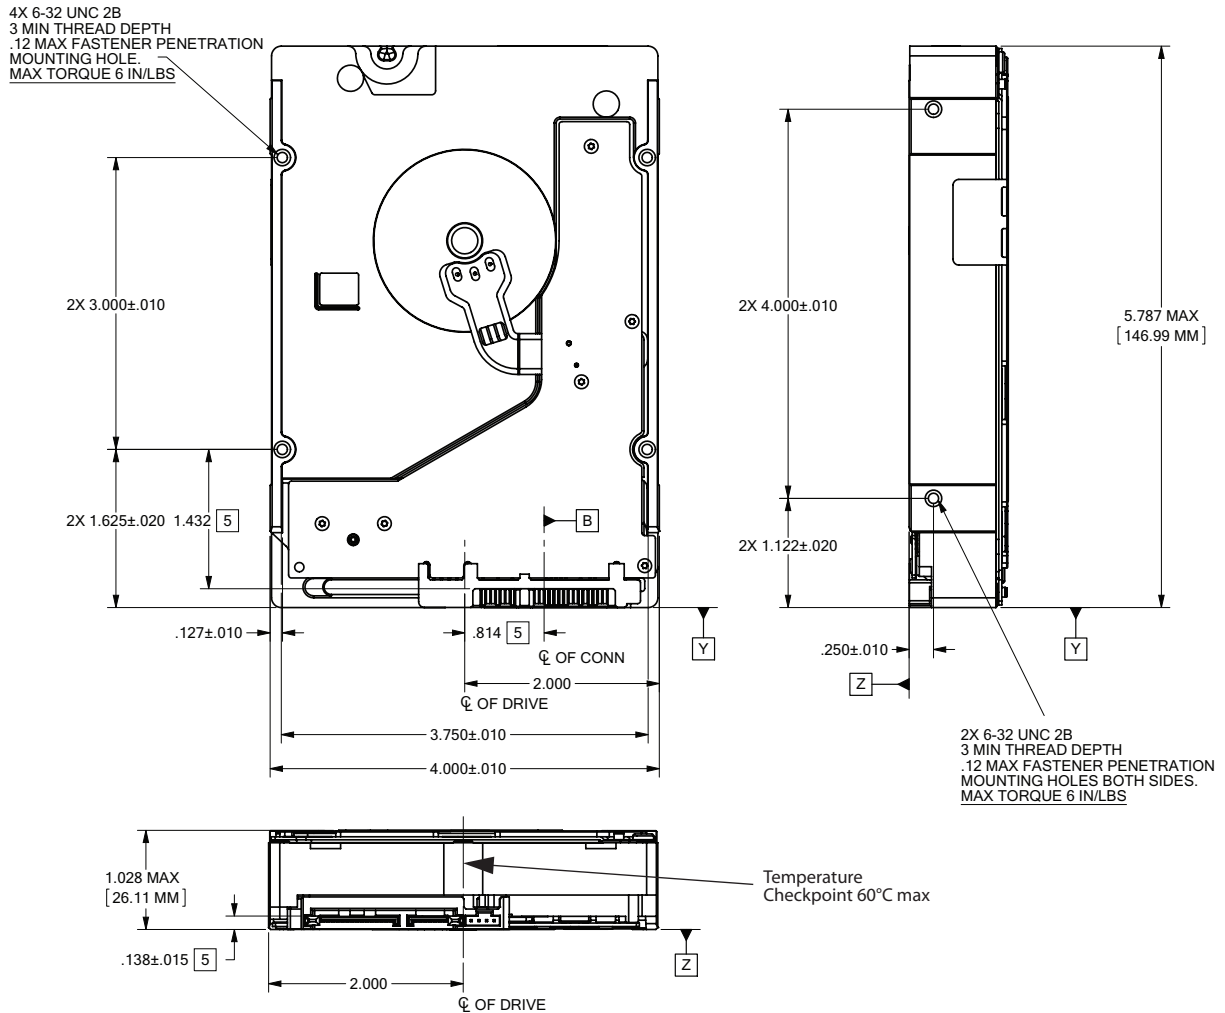 4X 6-32 UNC 2B
3 MIN THREAD DEPTH
.12 MAX FASTENER PENETRATION
MOUNTING HOLE.
MAX TORQUE 6 IN/LBS
2X 3.000±.010
2X 4.000±.010
5.787 MAX
[146.99 MM]
2X 1.625±.020
1.432 5
B
2X 1.122±.020
.127±.010
.814 5
Y
.250±.010
Y
℄ OF CONN
2.000
Z
℄ OF DRIVE
3.750±.010
4.000±.010
2X 6-32 UNC 2B
3 MIN THREAD DEPTH
.12 MAX FASTENER PENETRATION
MOUNTING HOLES BOTH SIDES.
MAX TORQUE 6 IN/LBS
1.028 MAX
[26.11 MM]
Temperature
Checkpoint 60°C max
.138±.015 5
Z
2.000
℄ OF DRIVE